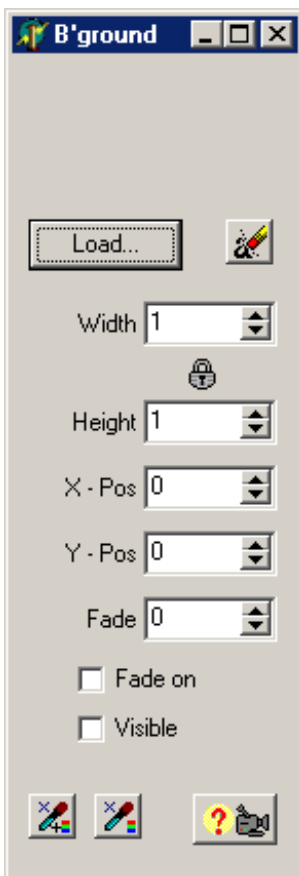 B'ground
Load...
Width 1
Height 1
X - Pos 0
Y - Pos 0
Fade 0
Fade on
Visible